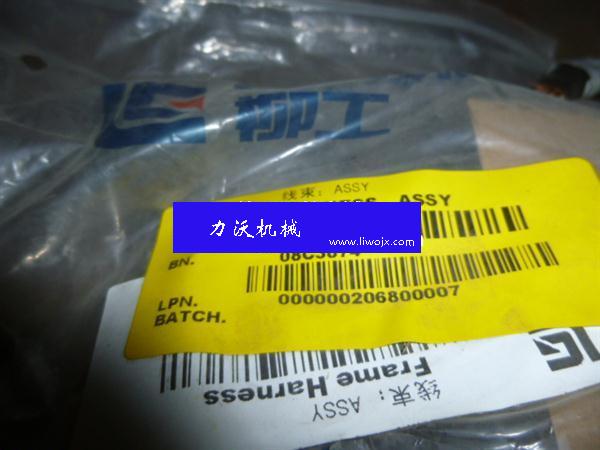 柳工
线束: ASSY
ASSY
力沃机械
www.liwojx.com
BN.
LPN.
BATCH.
000000206800007
Frame Harness
线束: ASSY